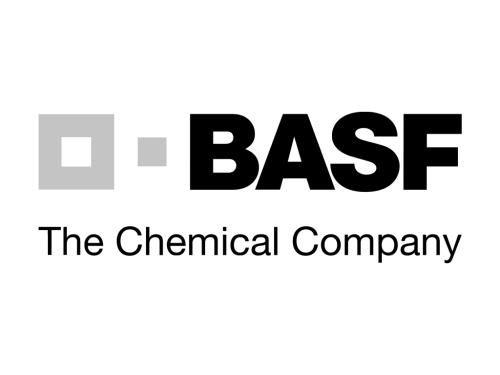 BASF
The Chemical Company